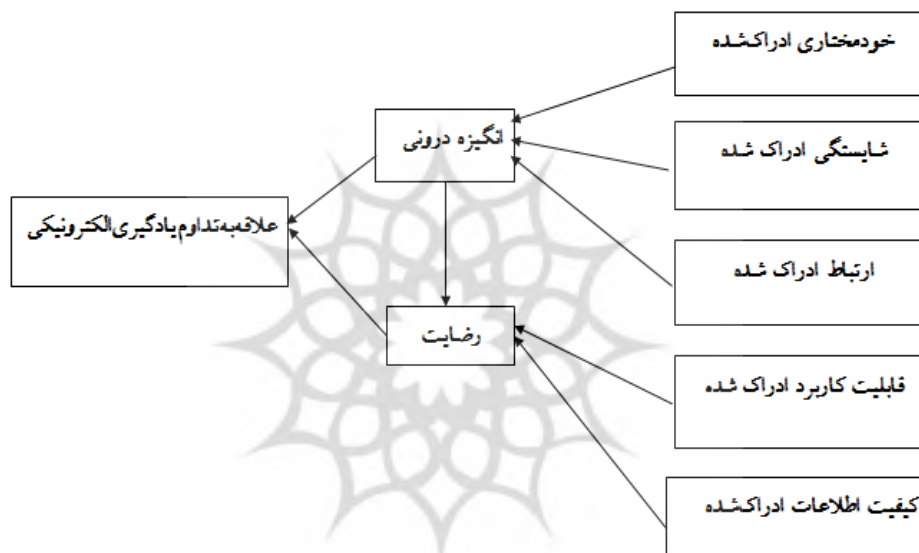 خودمختاری ادراک‌شده
انگیزه درونی
شایستگی ادراک شده
علاقه‌به‌تداوم‌یادگیری‌الکترونیکی
ارتباط ادراک شده
رضایت
قابلیت کاربرد ادراک شده
کیفیت اطلاعات ادراک‌شده